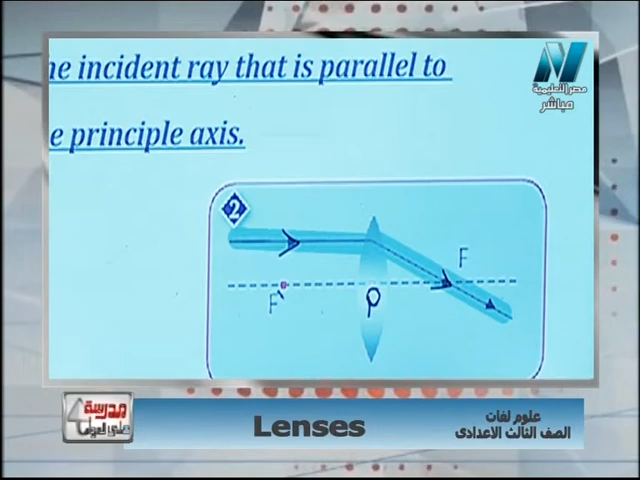 he incident ray that is parallel to
e principle axis.
مصر التعليمية
مباشر
2
F
F'
P
مدرسة
على الهواء
Lenses
علوم لغات
الصف الثالث الاعدادى